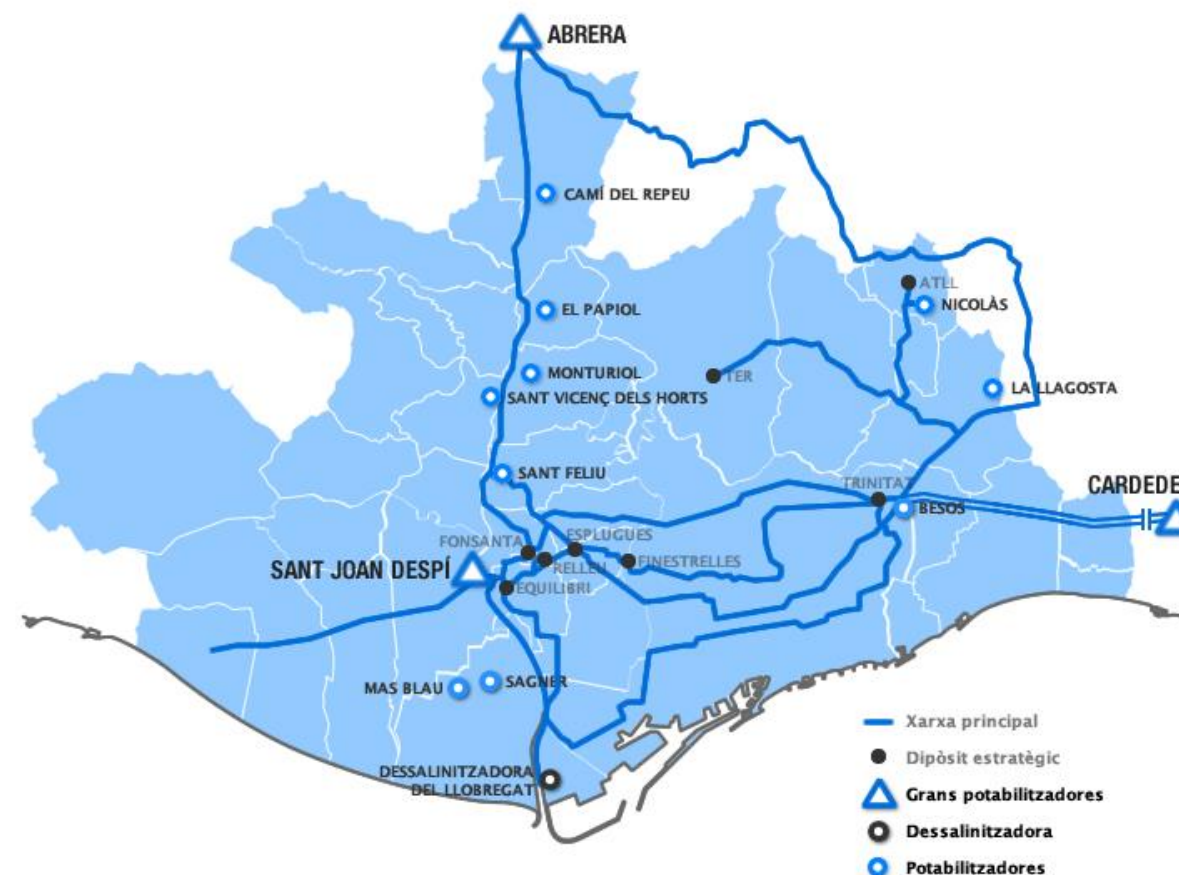 ABRERA
CAMÍ DEL REPEU
ATLL
NICOLÀS
EL PAPIOL
MONTURIOL
TER
LA LLAGOSTA
SANT VICENÇ DELS HORTS
SANT FELIU
TRINITAT
CARDEDE
BESOS
FONSANTA
ESPLUGUES
RELLEU
FINESTRELLES
SANT JOAN DESPÍ
EQUILIBRI
MAS BLAU
SAGNER
DESSALINITZADORA
DEL LLOBREGAT
Xarxa principal
Dipòsit estratègic
Grans potabilitzadores
Dessalinitzadora
Potabilitzadores